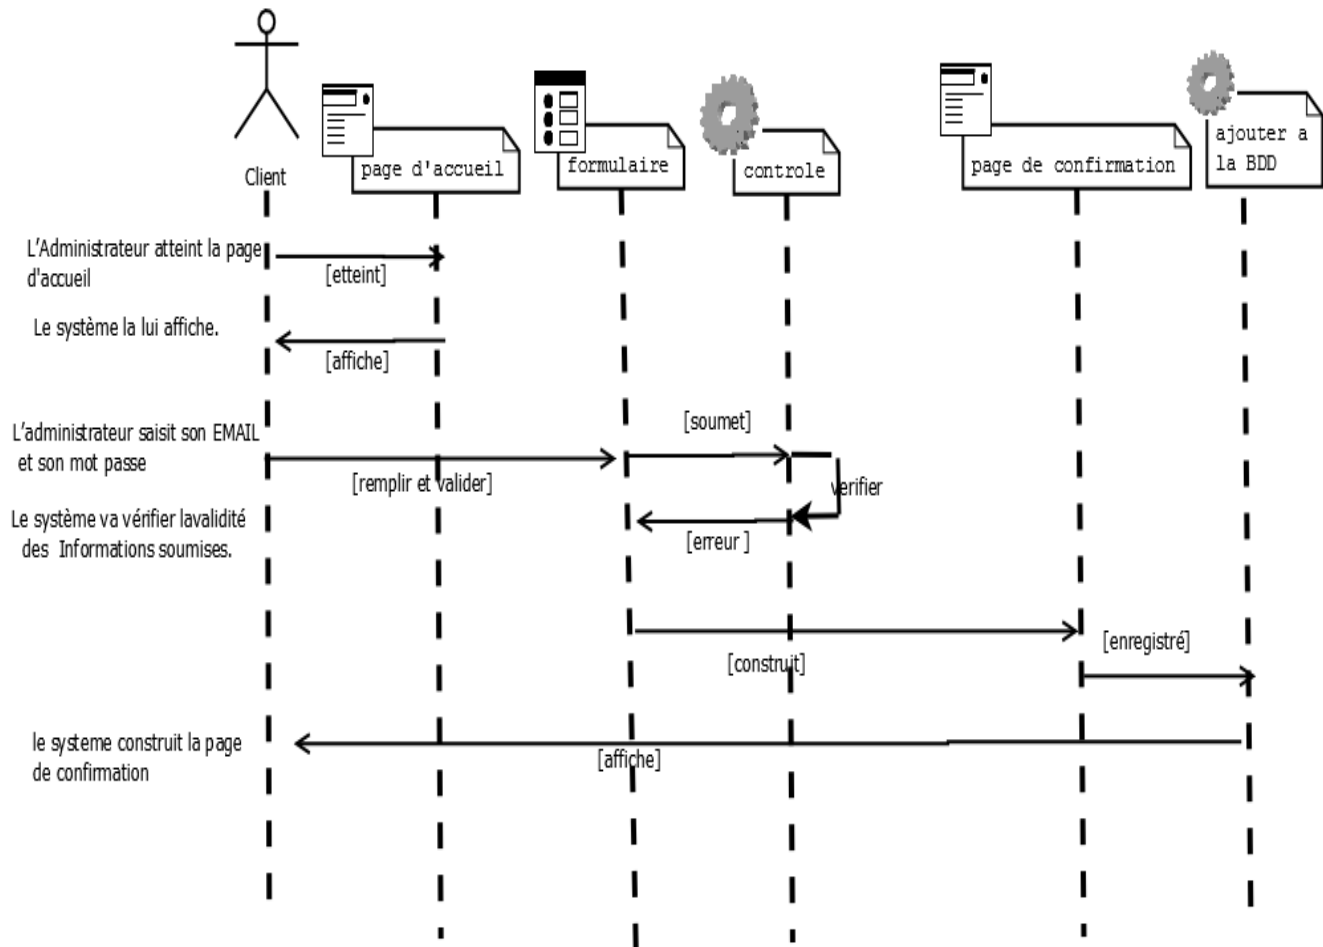 Client
page d'accueil
formulaire
controle
page de confirmation
ajouter a
la BDD
L'Administrateur atteint la page
d'accueil
[etteint]
Le système la lui affiche.
[affiche]
L'administrateur saisit son EMAIL
et son mot passe
[remplir et valider]
[soumet]
verifier
Le système va vérifier lavalidité
des Informations soumises.
[erreur ]
[construit]
[enregistré]
le systeme construit la page
de confirmation
[affiche]